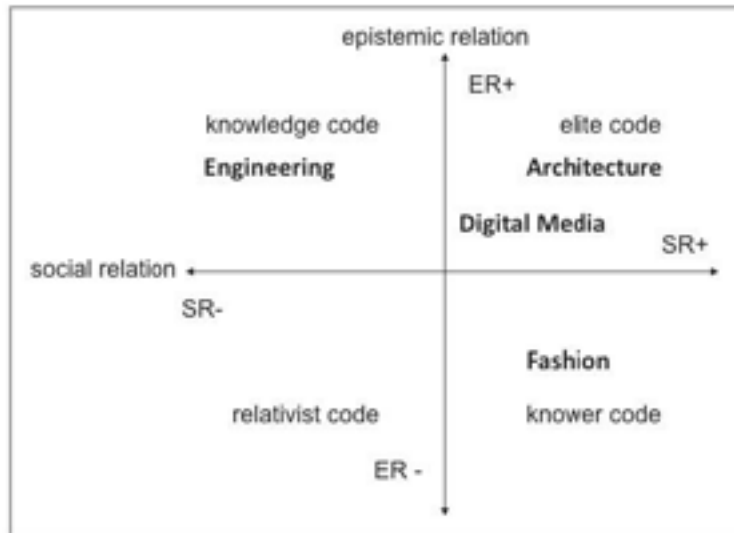 epistemic relation
ER+
knowledge code
elite code
Engineering
Architecture
Digital Media
SR+
social relation
SR-
Fashion
relativist code
knower code
ER -